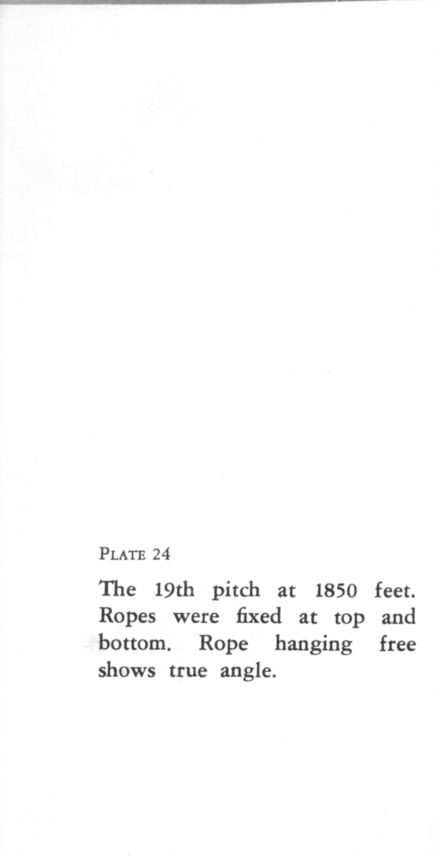 PLATE 24
The 19th pitch at 1850 feet.
Ropes were fixed at top and
bottom. Rope hanging free
shows true angle.